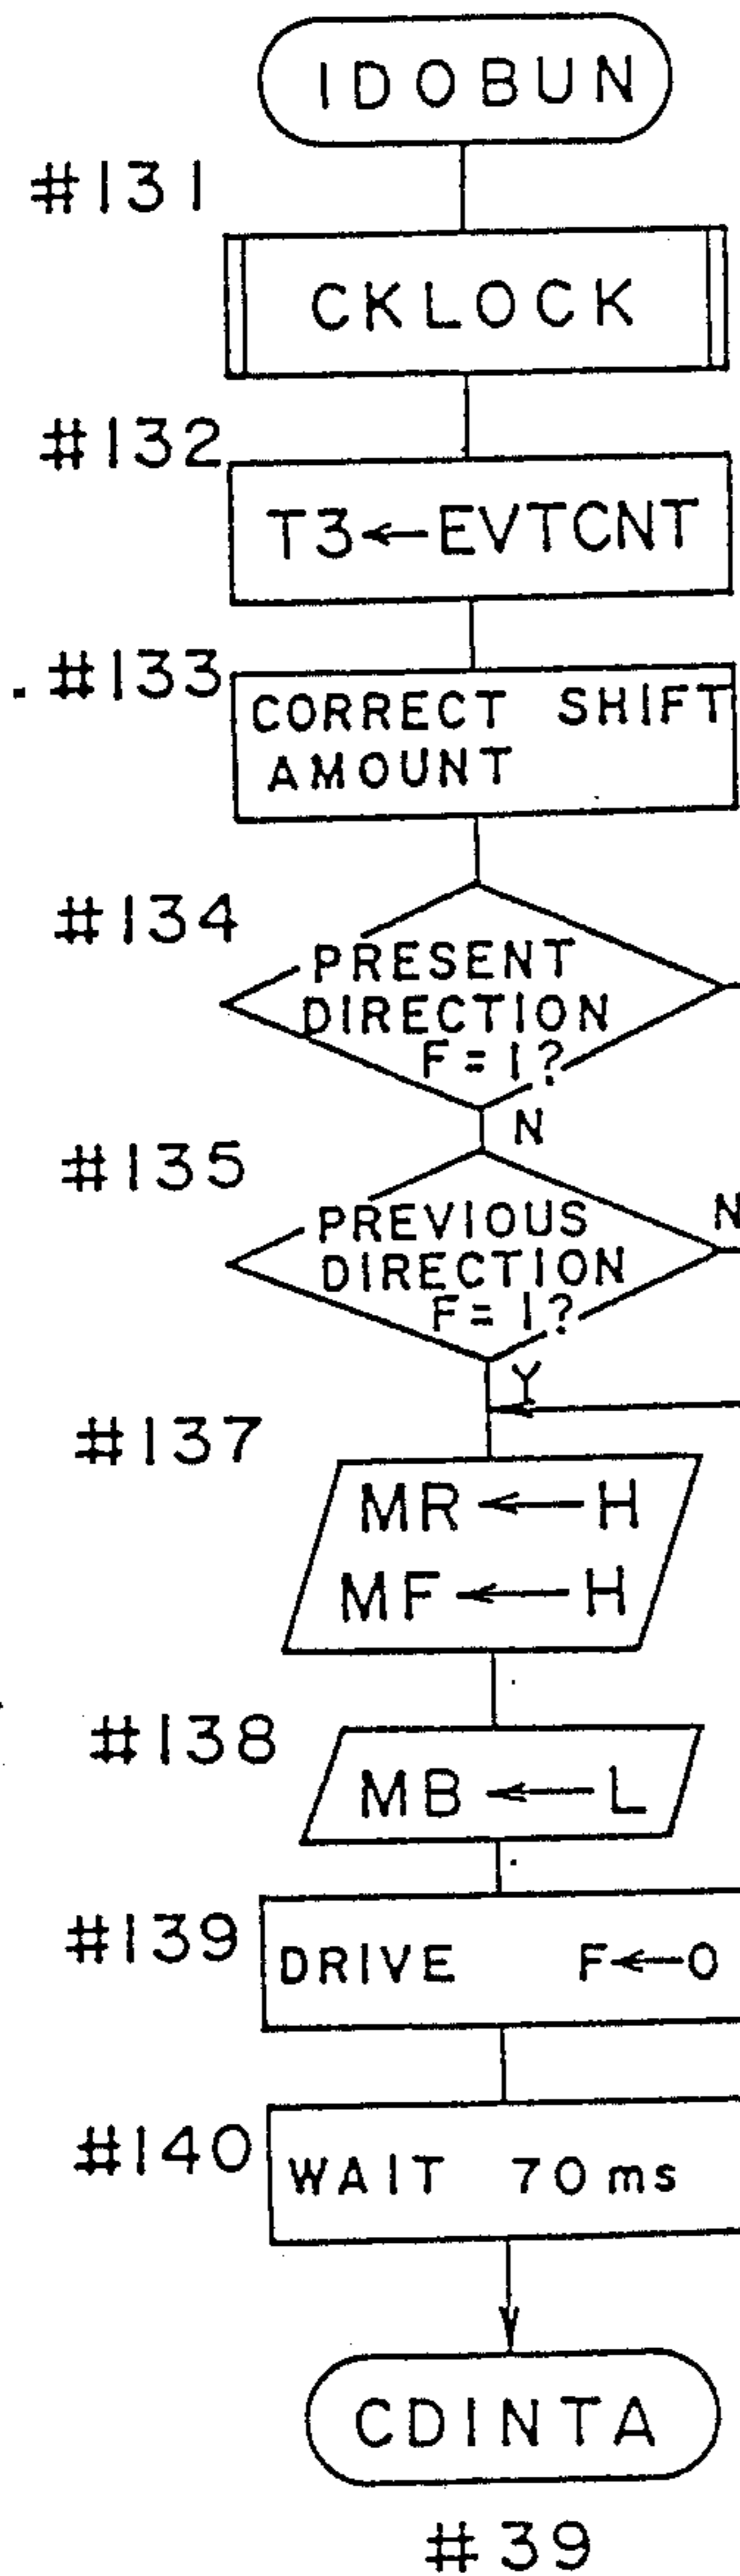 IDOBUN
#131
CKLOCK
#132
T3←EVTCNT
#133
CORRECT SHIFT
AMOUNT
#134
PRESENT
DIRECTION
F=1?
N
#135
PREVIOUS
DIRECTION
F=1?
N
Y
#137
MR←H
MF←H
#138
MB←L
#139
DRIVE F←0
#140
WAIT 70ms
CDINTA
#39